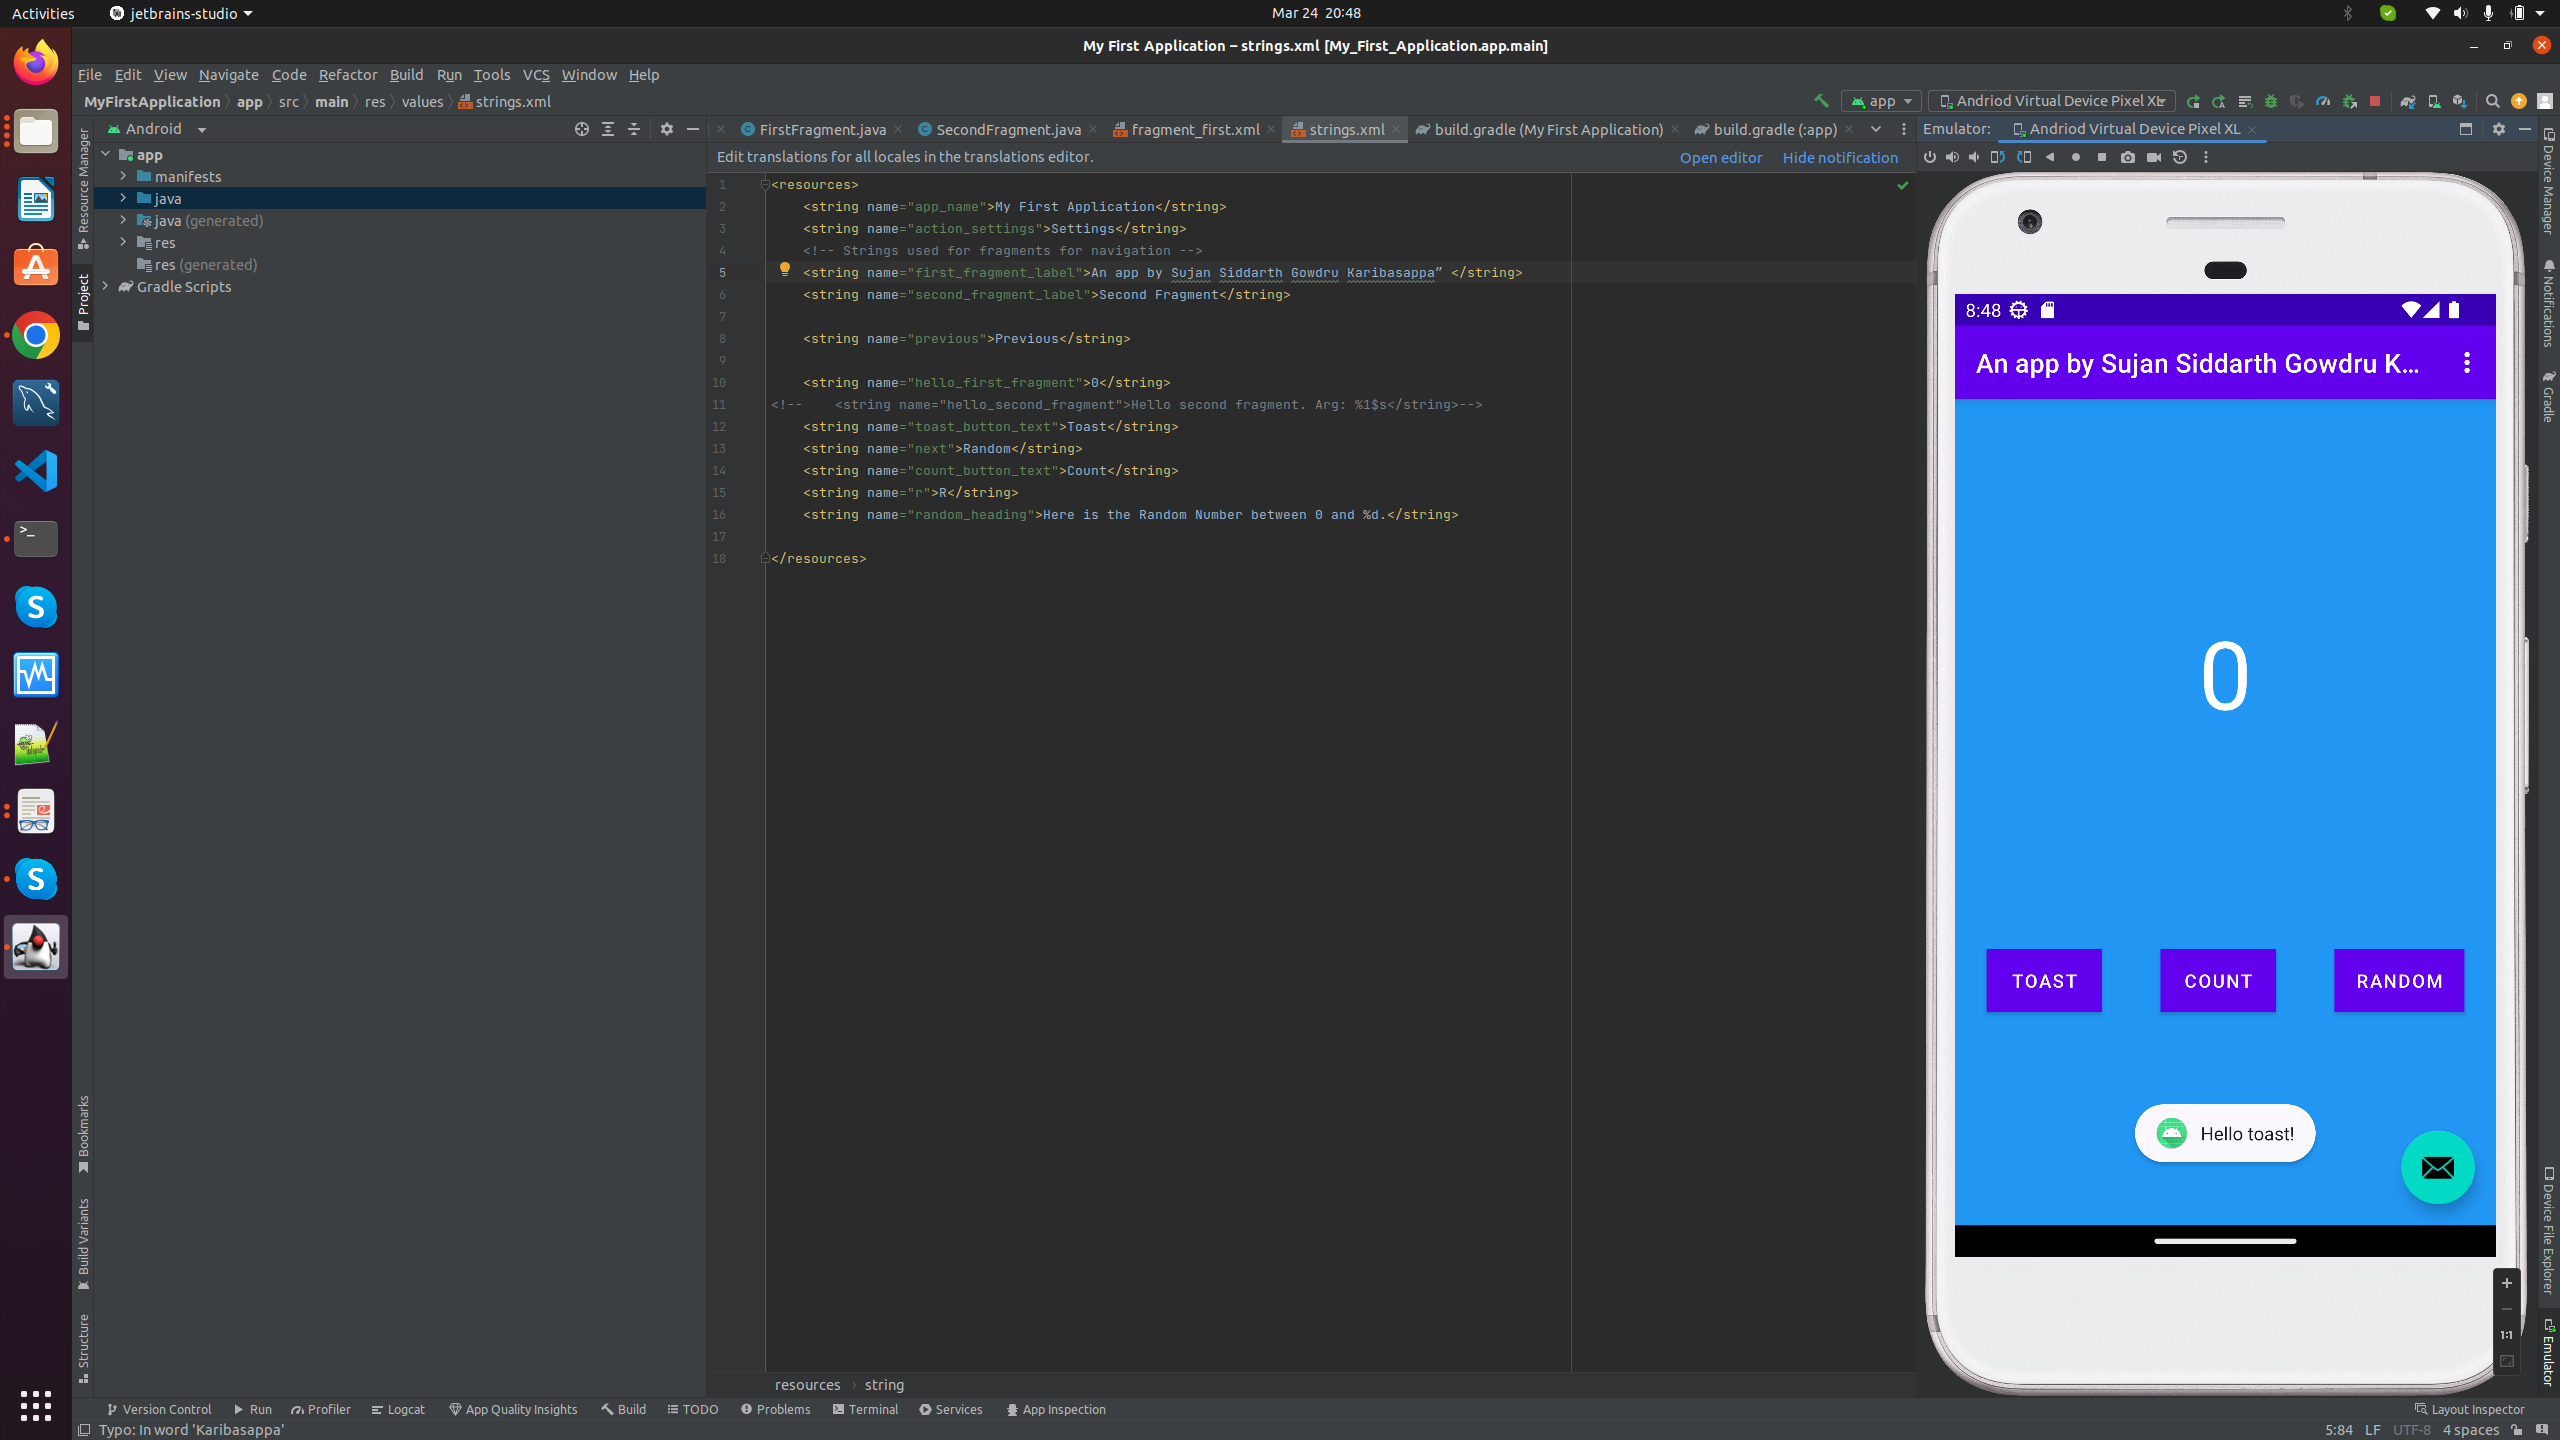 Activities jetbrains-studio Mar 24 20:48
My First Application – strings.xml [My_First_Application.app.main]
File Edit View Navigate Code Refactor Build Run Tools VCS Window Help
MyFirstApplication app src main res values strings.xml app Andriod Virtual Device Pixel XL
Android
FirstFragment.java SecondFragment.java fragment_first.xml strings.xml build.gradle (My First Application) build.gradle (:app)
Emulator: Andriod Virtual Device Pixel XL
Edit translations for all locales in the translations editor. Open editor Hide notification
app
manifests
java
java (generated)
res
res (generated)
Gradle Scripts
Resource Manager
Project
Bookmarks
Build Variants
Structure
1 <resources>
2 <string name="app_name">My First Application</string>
3 <string name="action_settings">Settings</string>
4 <!-- Strings used for fragments for navigation -->
5 <string name="first_fragment_label">An app by Sujan Siddarth Gowdru Karibasappa” </string>
6 <string name="second_fragment_label">Second Fragment</string>
7
8 <string name="previous">Previous</string>
9
10 <string name="hello_first_fragment">0</string>
11 <!-- <string name="hello_second_fragment">Hello second fragment. Arg: %1$s</string>-->
12 <string name="toast_button_text">Toast</string>
13 <string name="next">Random</string>
14 <string name="count_button_text">Count</string>
15 <string name="r">R</string>
16 <string name="random_heading">Here is the Random Number between 0 and %d.</string>
17
18 </resources>
resources string
8:48
An app by Sujan Siddarth Gowdru K...
0
TOAST COUNT RANDOM
Hello toast!
1:1
Device Manager
Notifications
Gradle
Device File Explorer
Emulator
Version Control Run Profiler Logcat App Quality Insights Build TODO Problems Terminal Services App Inspection Layout Inspector
Typo: In word 'Karibasappa' 5:84 LF UTF-8 4 spaces